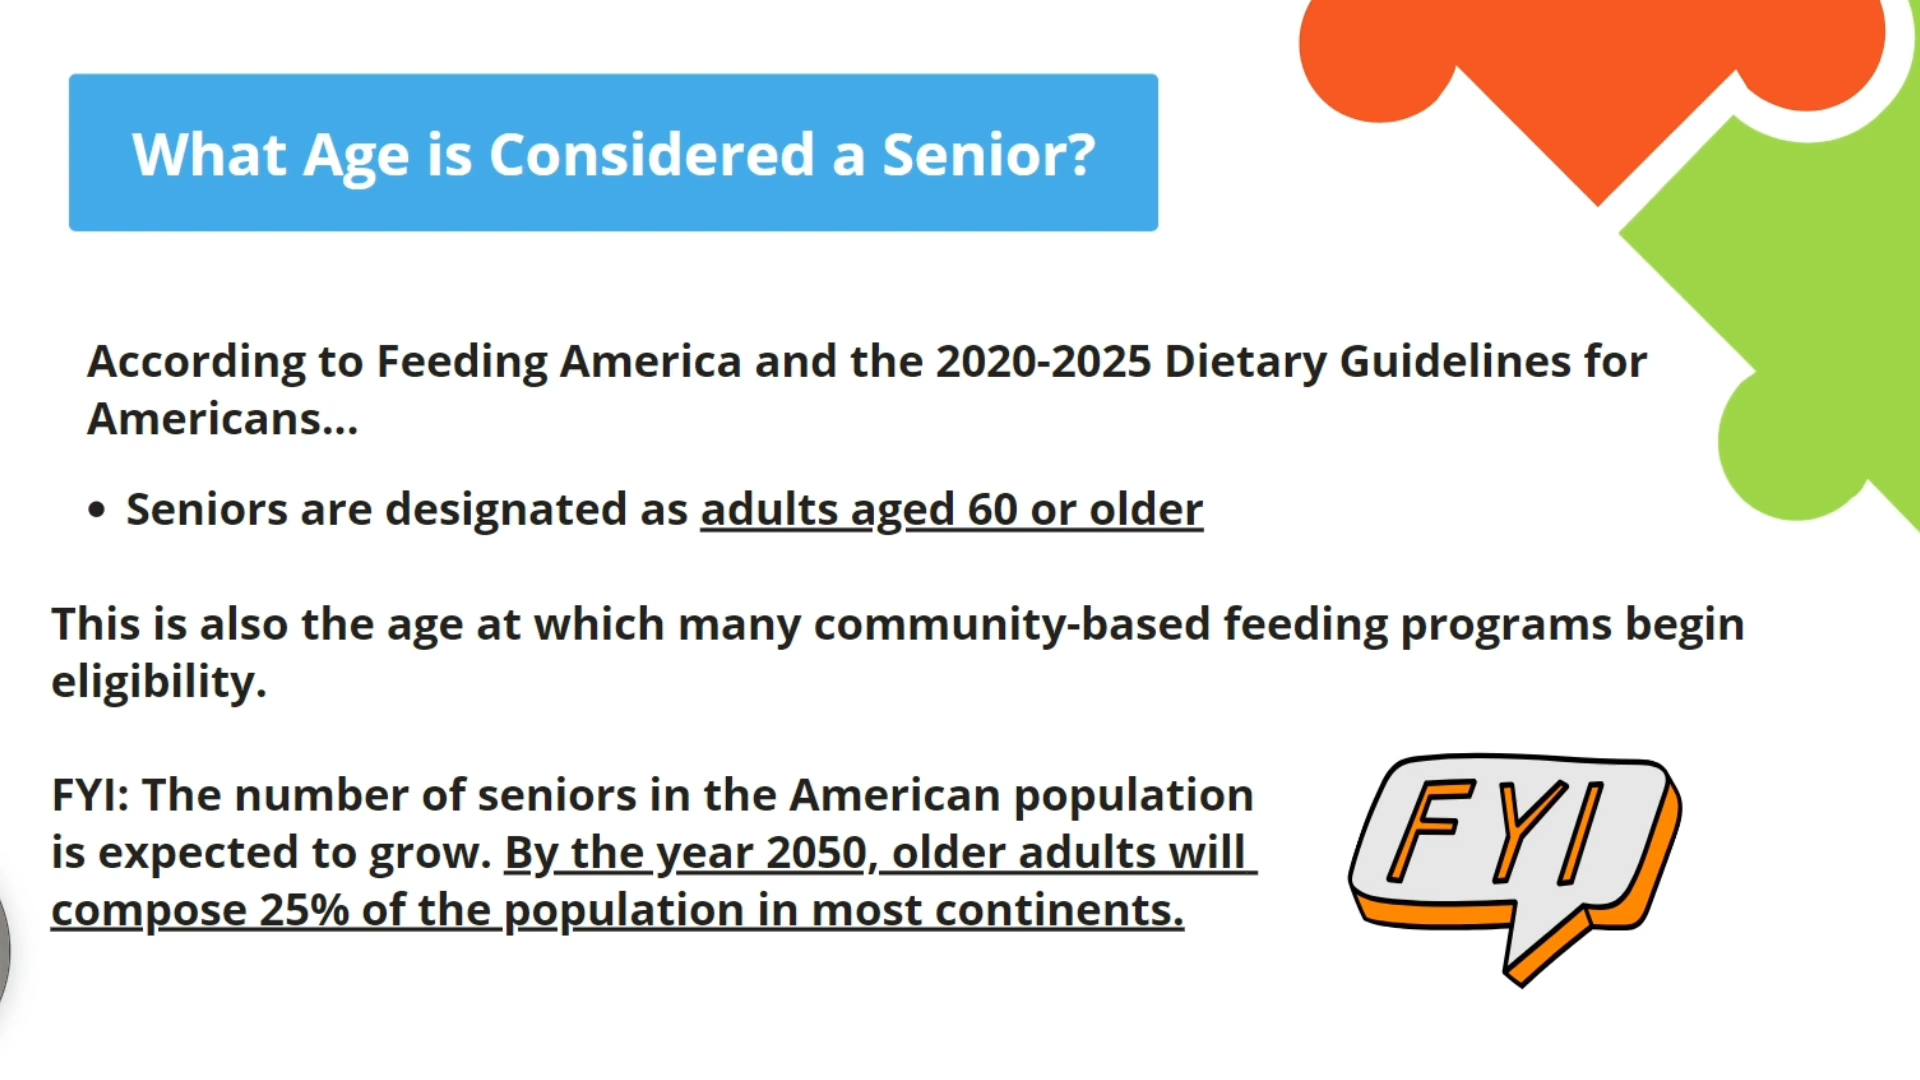 What Age is Considered a Senior?
According to Feeding America and the 2020-2025 Dietary Guidelines for
Americans...
• Seniors are designated as adults aged 60 or older
This is also the age at which many community-based feeding programs begin
eligibility.
FYI: The number of seniors in the American population
is expected to grow. By the year 2050, older adults will
compose 25% of the population in most continents.
FYI